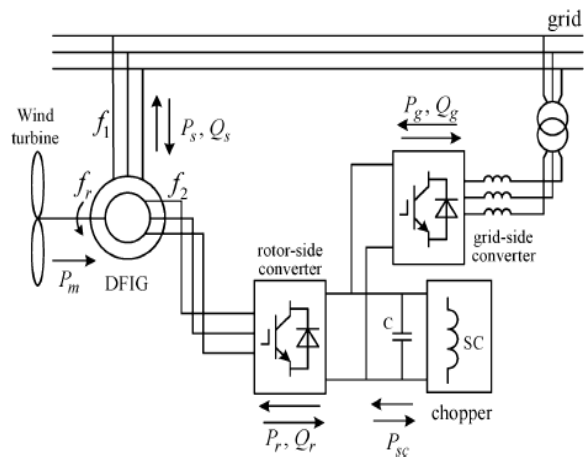 grid
Wind
turbine
f1
Ps, Qs
Pg, Qg
fr
f2
rotor-side
converter
grid-side
converter
Pm
DFIG
C
SC
chopper
Pr, Qr
Psc